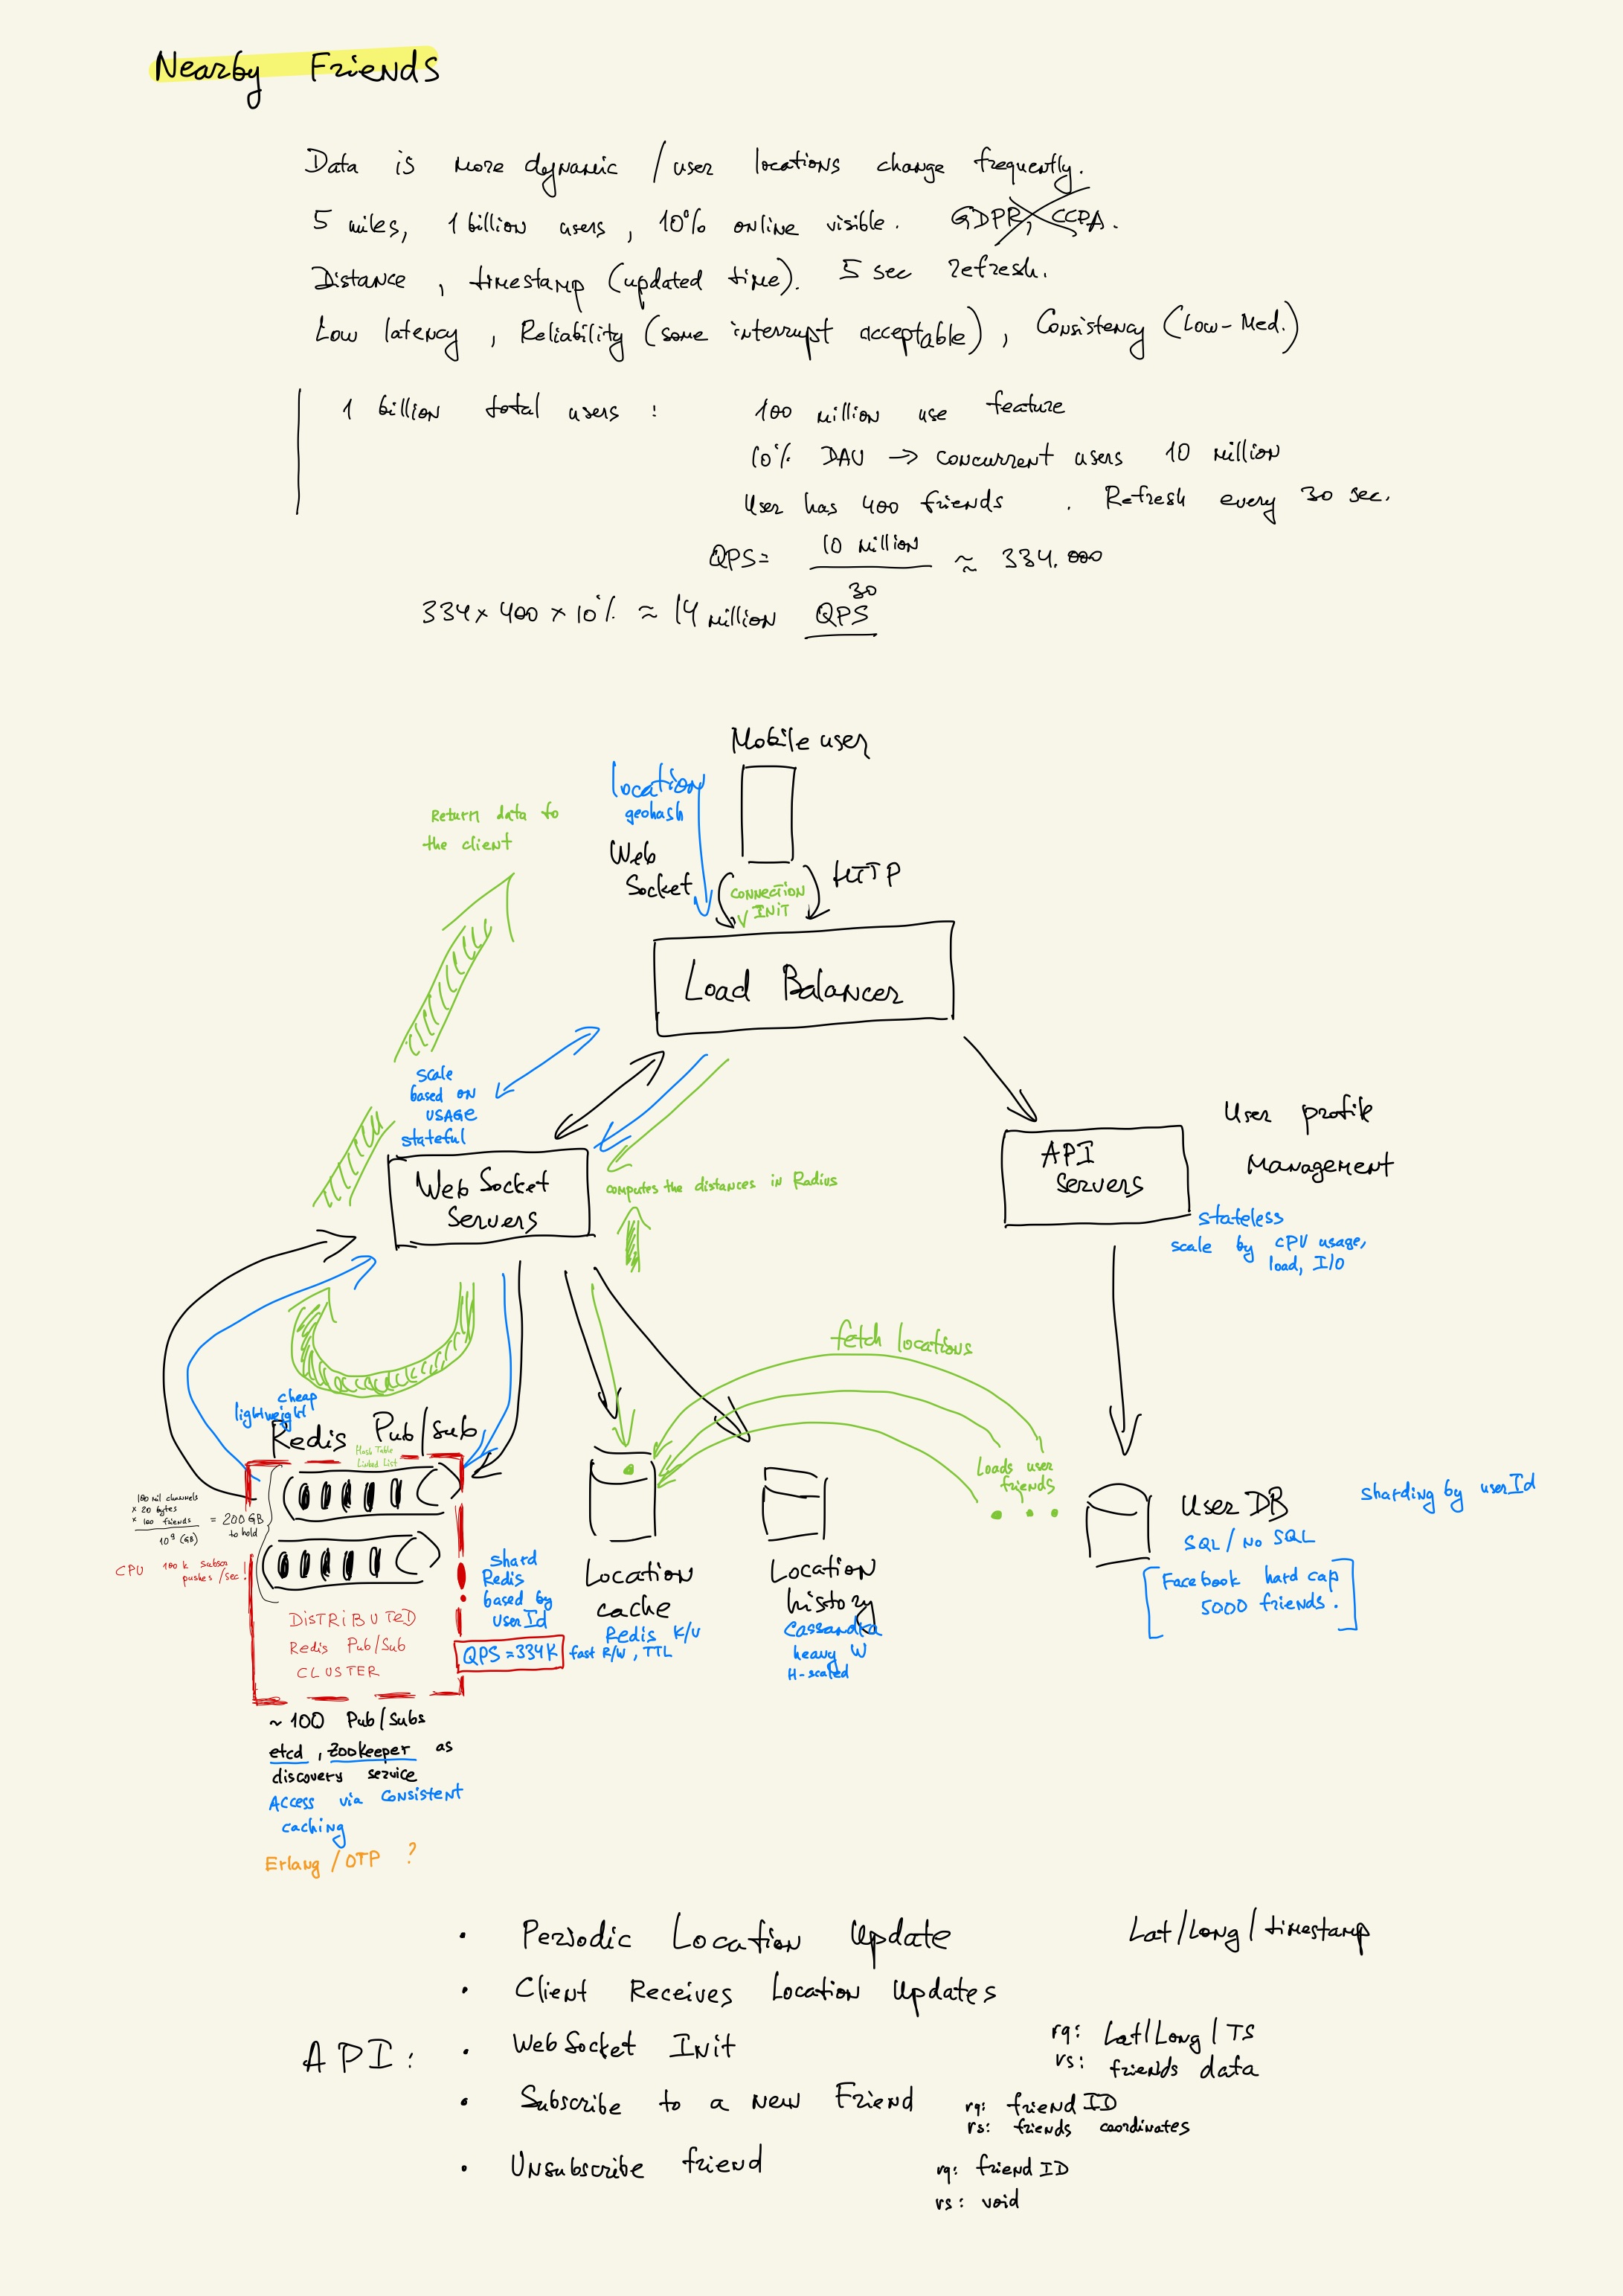 Nearby Friends
Data is more dynamic / user locations change frequently.
5 miles, 1 billion users, 10% online visible. GDPR, CCPA.
Distance, timestamp (updated time). 5 sec refresh.
Low latency, Reliability (some interrupt acceptable), Consistency (Low-Med.)
1 billion total users: 100 million use feature
10% DAU → concurrent users 10 million
User has 400 friends. Refresh every 30 sec.
QPS = 10 million / 30 ≈ 334.000
334 × 400 × 10% ≈ 14 million QPS
Mobile user
location
geohash
Web
Socket
CONNECTION
INIT
HTTP
Return data to
the client
Load Balancer
scale
based on
USAGE
stateful
Web Socket
Servers
computes the distances in Radius
API
Servers
User profile
Management
stateless
scale by CPU usage,
load, I/O
fetch locations
Loads user
friends
cheap
lightweight
Redis Pub/Sub
Hash Table
Linked List
100 mil channels
× 20 bytes
× 100 friends
10⁹ (GB)
= 200 GB
to hold
CPU 100k subscr
pushes/sec!
DISTRIBUTED
Redis Pub/Sub
CLUSTER
shard
Redis
based by
userId
QPS = 334K
Location
cache
Redis K/V
fast R/W, TTL
Location
history
Cassandra
heavy W
H-scaled
User DB
SQL / No SQL
Sharding by userId
[Facebook hard cap
5000 friends.]
~ 100 Pub/Subs
etcd, Zookeeper as
discovery service
Access via consistent
caching
Erlang / OTP ?
API:
• Periodic Location Update Lat/Long/timestamp
• Client Receives Location Updates
• WebSocket Init rq: Lat/Long/TS
rs: friends data
• Subscribe to a new Friend rq: friend ID
rs: friends coordinates
• Unsubscribe friend rq: friend ID
rs: void